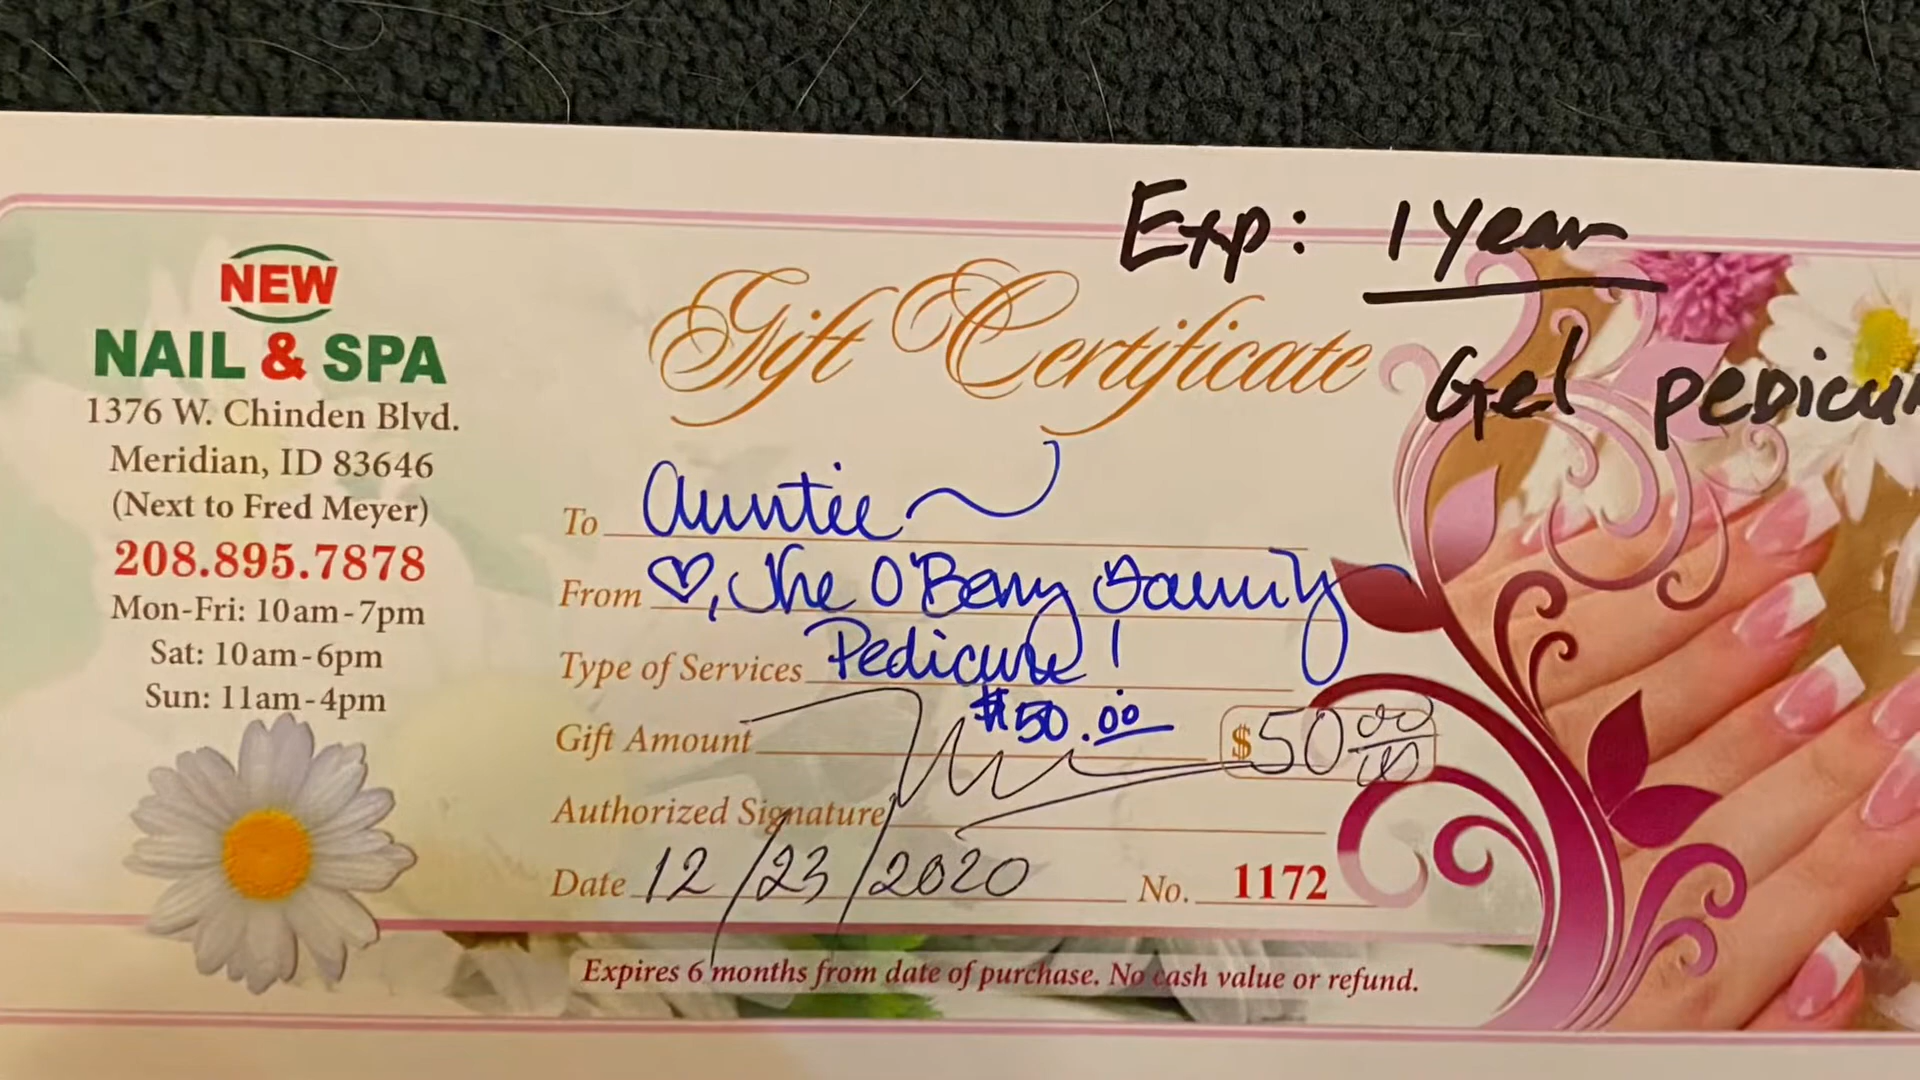 Exp: 1 Year
Gel pedicur
NEW
NAIL & SPA
1376 W. Chinden Blvd.
Meridian, ID 83646
(Next to Fred Meyer)
208.895.7878
Mon-Fri: 10am-7pm
Sat: 10am-6pm
Sun: 11am-4pm
Gift Certificate
To Auntie
From ♡, The O'Berry Family
Type of Services Pedicure!
Gift Amount $50.00 $50 00/100
Authorized Signature
Date 12/23/2020 No. 1172
Expires 6 months from date of purchase. No cash value or refund.